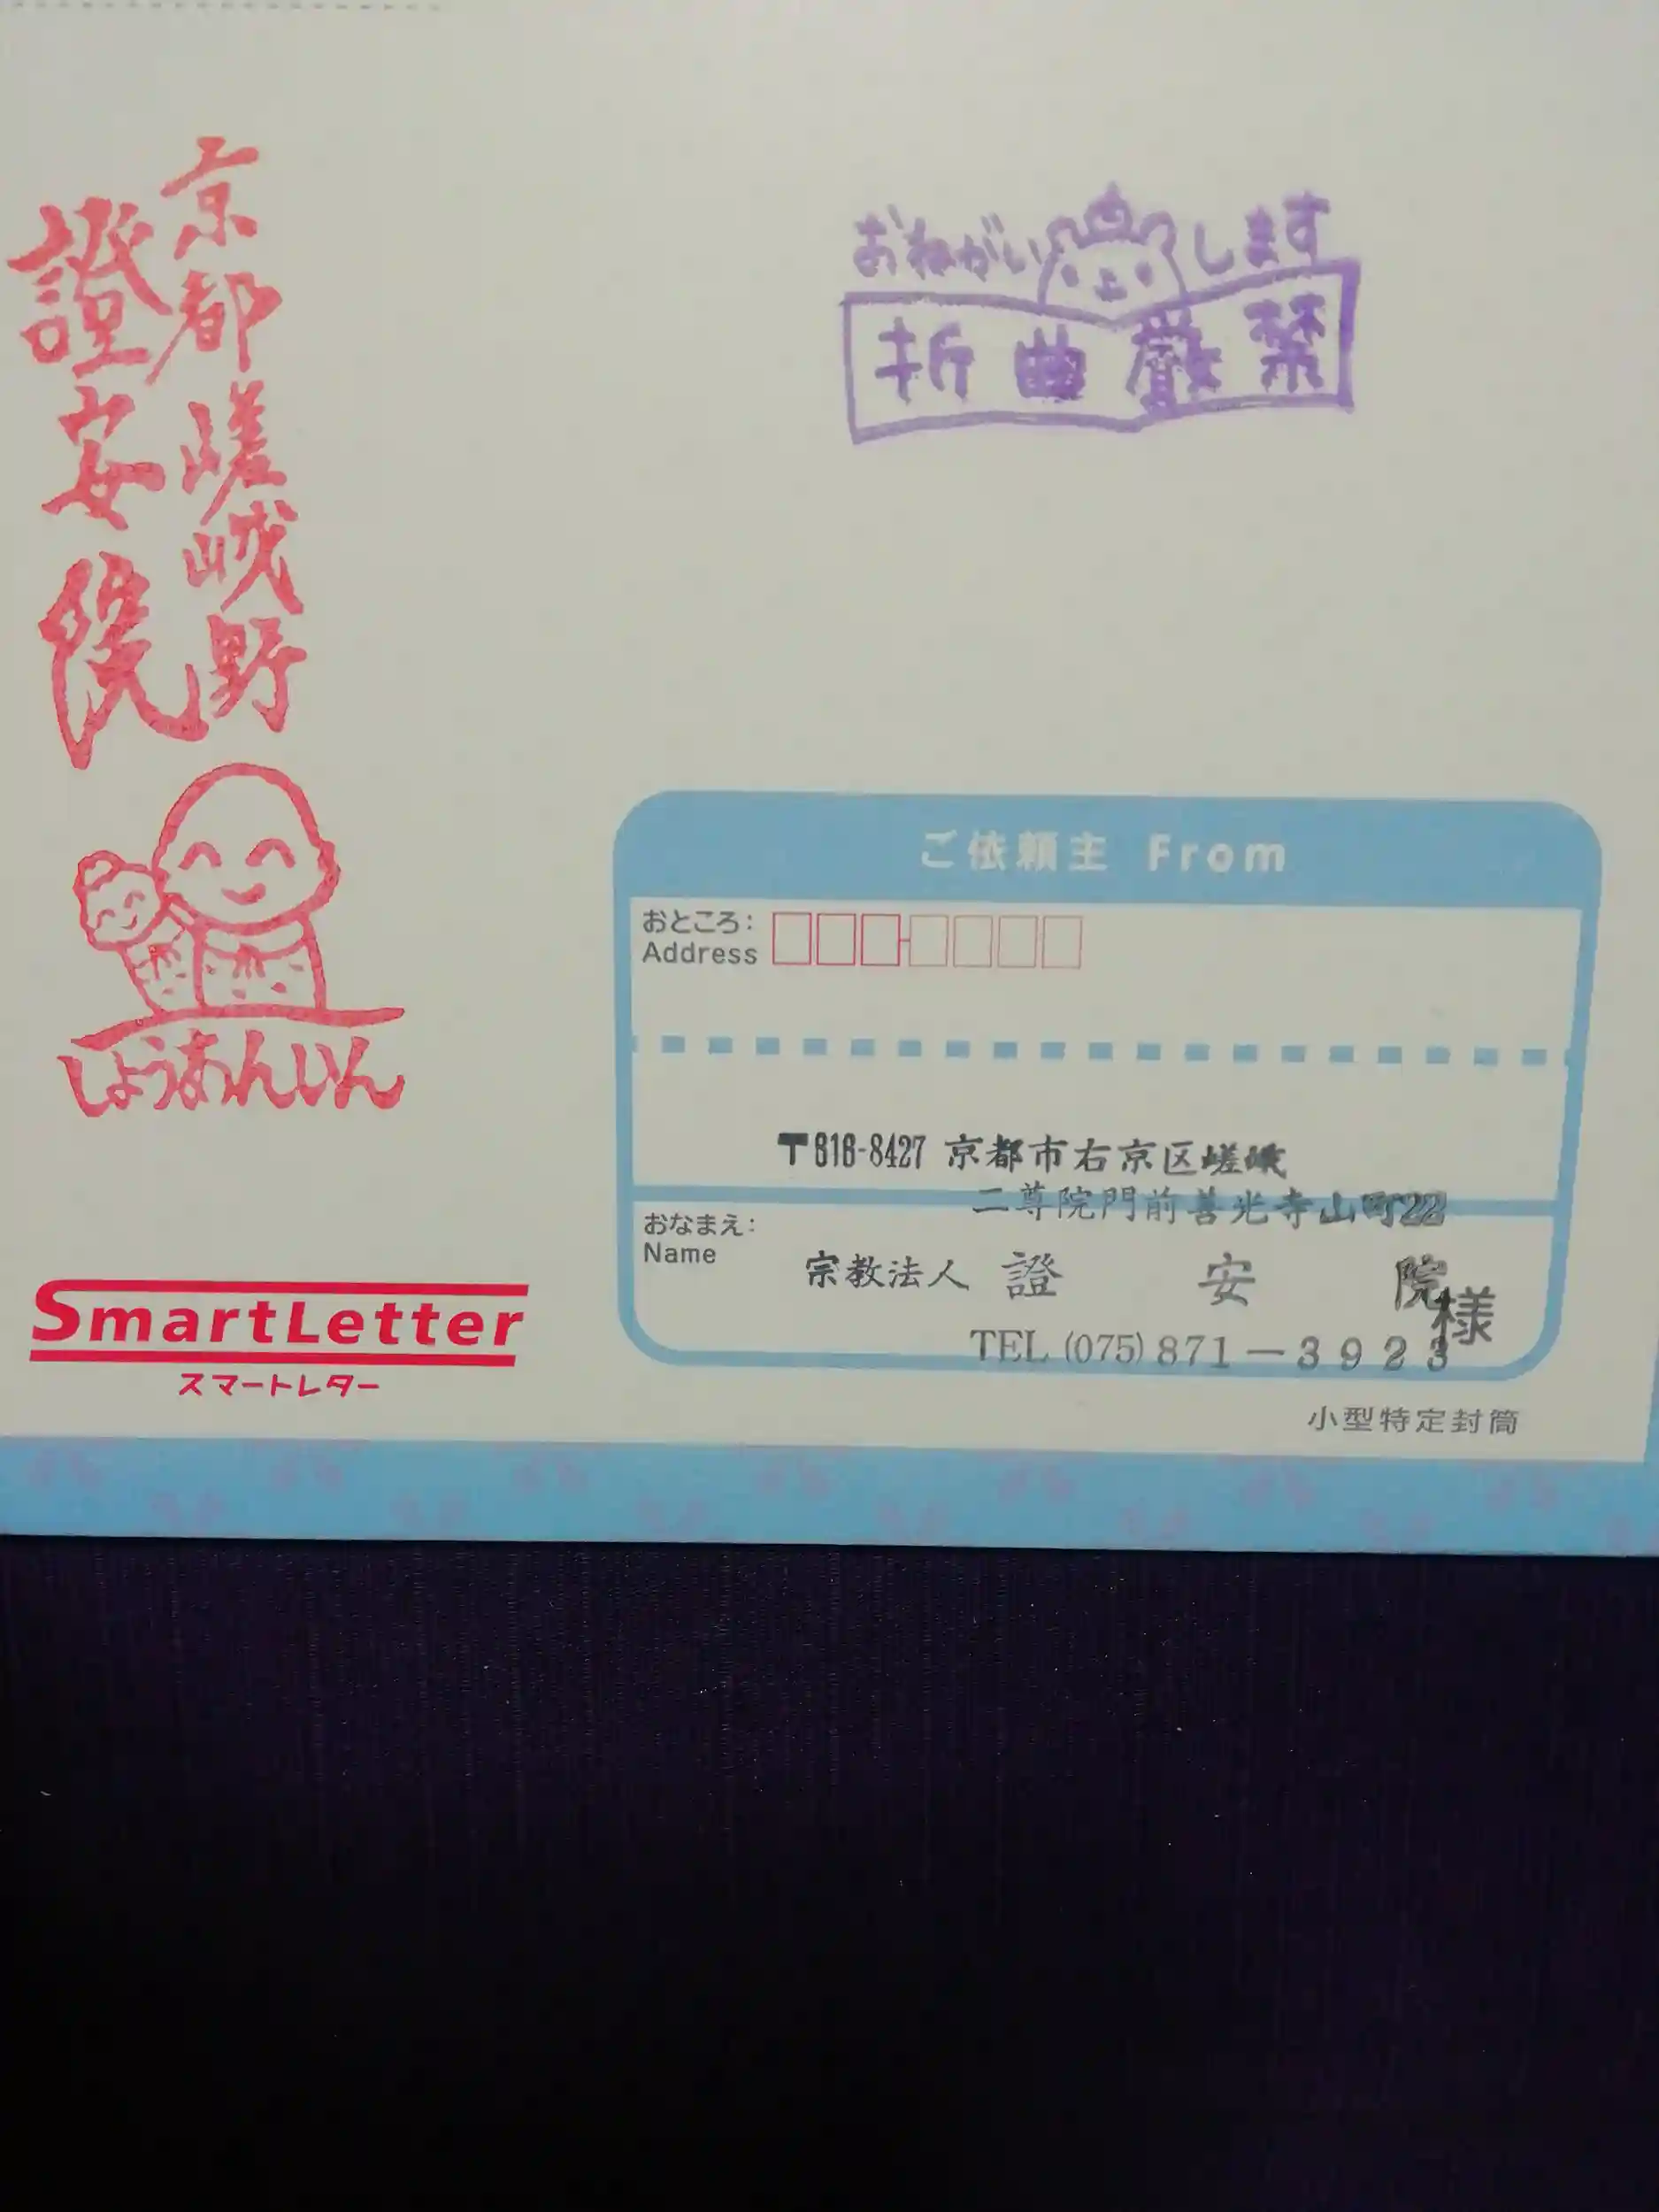 京都嵯峨野
證安院
しょうあんいん
おねがいします
折曲厳禁
ご依頼主 From
おところ:
Address
〒616-8427 京都市右京区嵯峨
二尊院門前善光寺山町22
おなまえ:
Name
宗教法人 證安院
様
TEL (075) 871-3923
SmartLetter
スマートレター
小型特定封筒